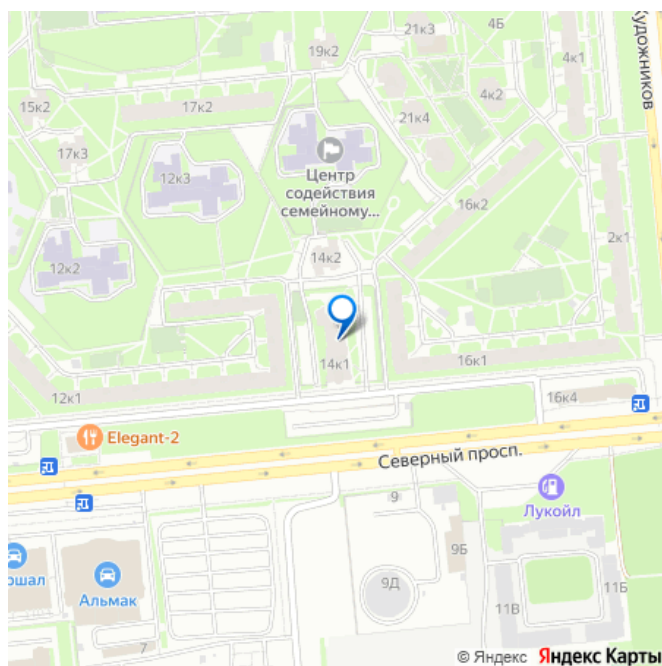 21к3
4Б
Художников
19к2
4к1
15к2
17к2
4к2
21к4
17к3
12к3
Центр
содействия
семейному...
16к2
2к1
14к2
12к2
14к1
16к1
12к1
16к4
Elegant-2
Северный просп.
9
Лукойл
9Б
ошал
Альмак
9Д
11Б
11В
7
© Яндекс Яндекс Карты